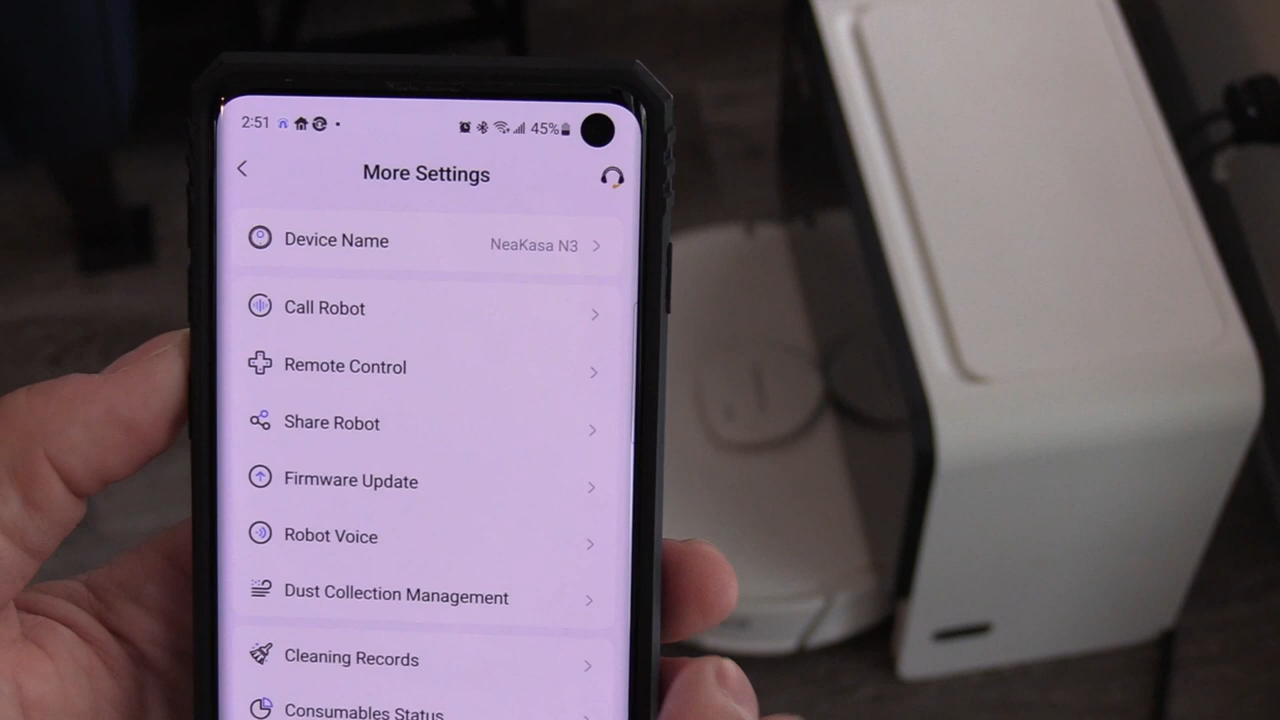 2:51
45%
More Settings
Device Name
NeaKasa N3
Call Robot
Remote Control
Share Robot
Firmware Update
Robot Voice
Dust Collection Management
Cleaning Records
Consumables Status